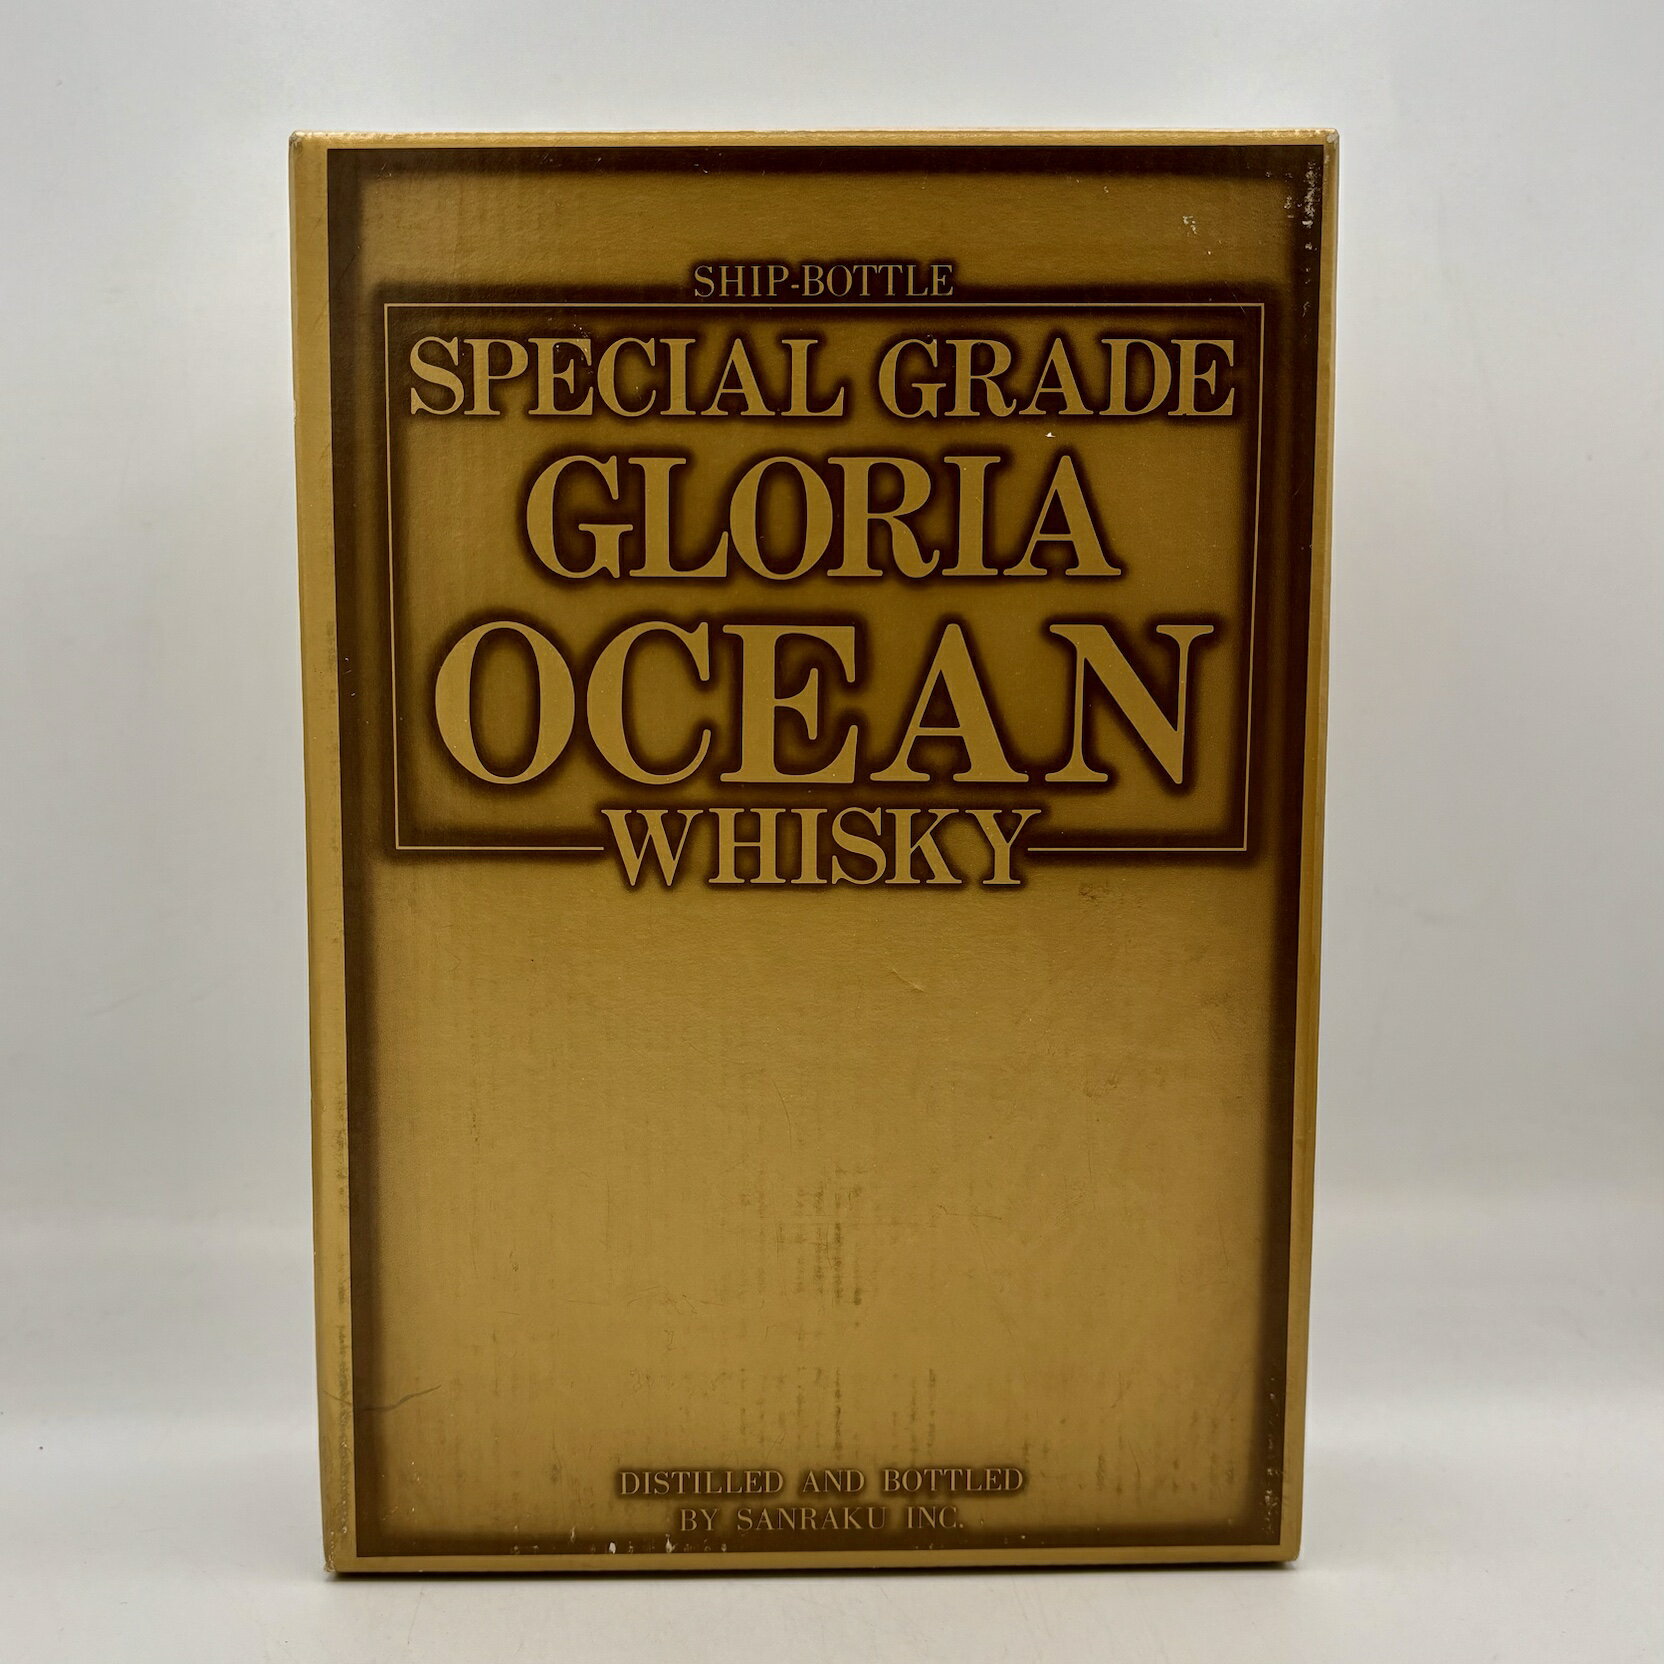 SHIP-BOTTLE
SPECIAL GRADE
GLORIA
OCEAN
WHISKY
DISTILLED AND BOTTLED
BY SANRAKU INC.